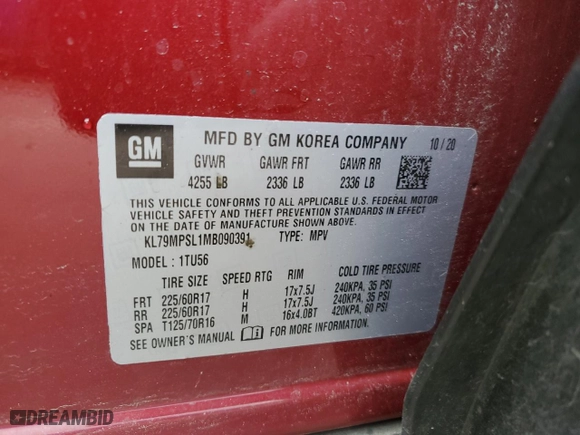 GM
MFD BY GM KOREA COMPANY 10/20
GVWR GAWR FRT GAWR RR
4255 LB 2336 LB 2336 LB
THIS VEHICLE CONFORMS TO ALL APPLICABLE U.S. FEDERAL MOTOR
VEHICLE SAFETY AND THEFT PREVENTION STANDARDS IN EFFECT
ON THE DATE OF MANUFACTURE SHOWN ABOVE.
KL79MPSL1MB090391 TYPE: MPV
MODEL: 1TU56
TIRE SIZE SPEED RTG RIM COLD TIRE PRESSURE
FRT 225/60R17 H 17x7.5J 240KPA, 35 PSI
RR 225/60R17 H 17x7.5J 240KPA, 35 PSI
SPA T125/70R16 M 16x4.0BT 420KPA, 60 PSI
SEE OWNER'S MANUAL FOR MORE INFORMATION
DREAMBID